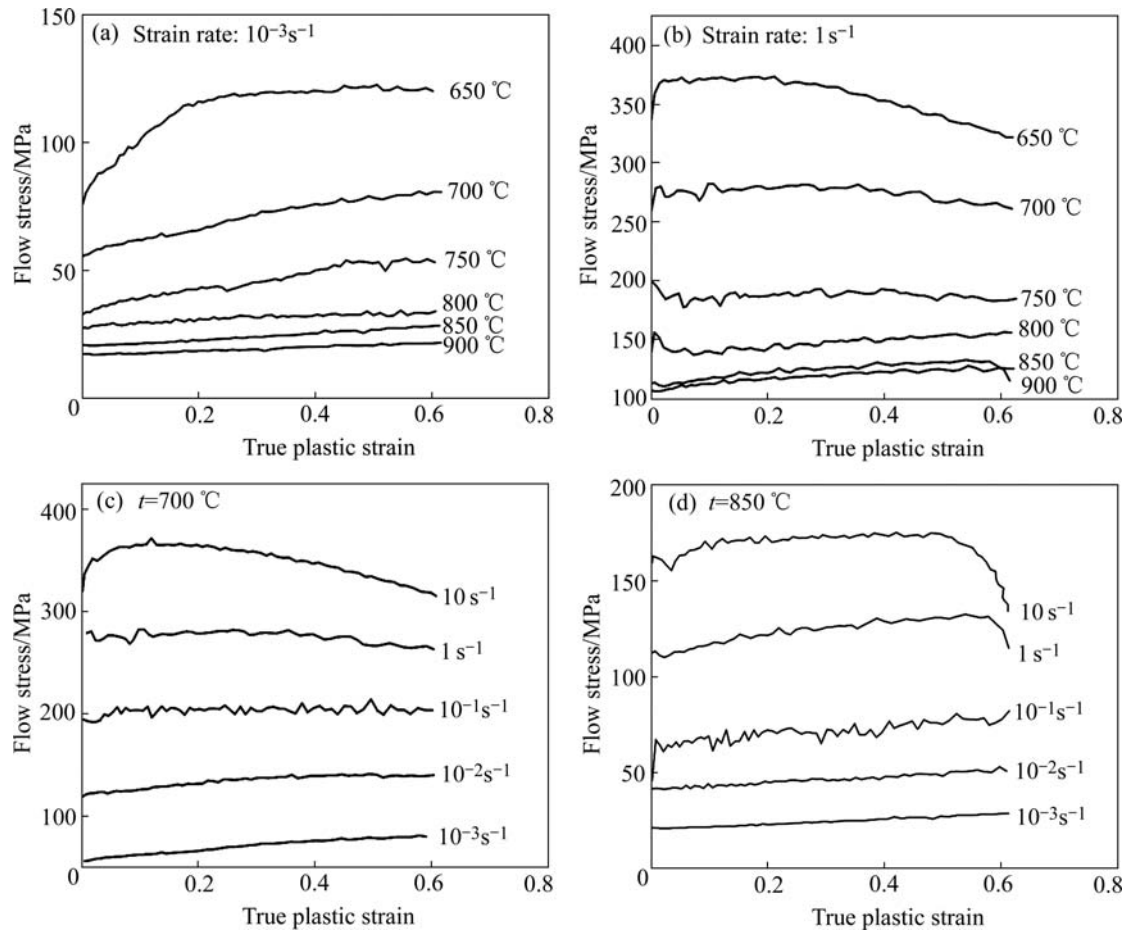 (a) Strain rate: 10⁻³s⁻¹
150
100
50
0
Flow stress/MPa
650 ℃
700 ℃
750 ℃
800 ℃
850 ℃
900 ℃
0.2 0.4 0.6 0.8
True plastic strain
(b) Strain rate: 1 s⁻¹
400
350
300
250
200
150
100
Flow stress/MPa
650 ℃
700 ℃
750 ℃
800 ℃
850 ℃
900 ℃
0 0.2 0.4 0.6 0.8
True plastic strain
(c) t=700 ℃
400
300
200
100
0
Flow stress/MPa
10 s⁻¹
1 s⁻¹
10⁻¹s⁻¹
10⁻²s⁻¹
10⁻³s⁻¹
0.2 0.4 0.6 0.8
True plastic strain
(d) t=850 ℃
200
150
100
50
0
Flow stress/MPa
10 s⁻¹
1 s⁻¹
10⁻¹s⁻¹
10⁻²s⁻¹
10⁻³s⁻¹
0.2 0.4 0.6 0.8
True plastic strain